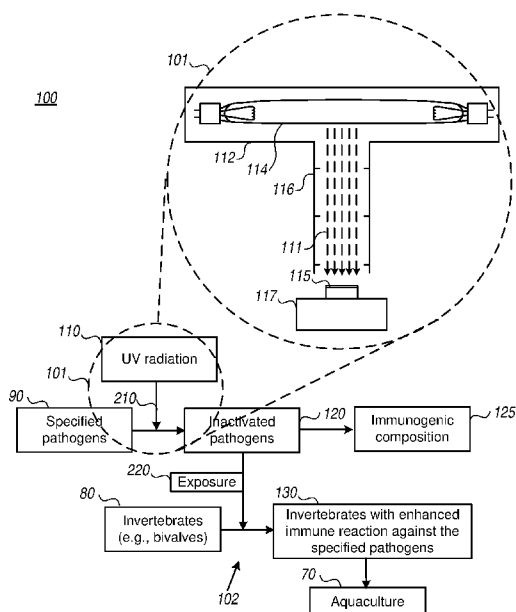 101
100
112
114
116
111
115
117
110
UV radiation
101
90
210
120
125
Specified
pathogens
Inactivated
pathogens
Immunogenic
composition
220
Exposure
80
130
Invertebrates
(e.g., bivalves)
Invertebrates with enhanced
immune reaction against the
specified pathogens
102
70
Aquaculture